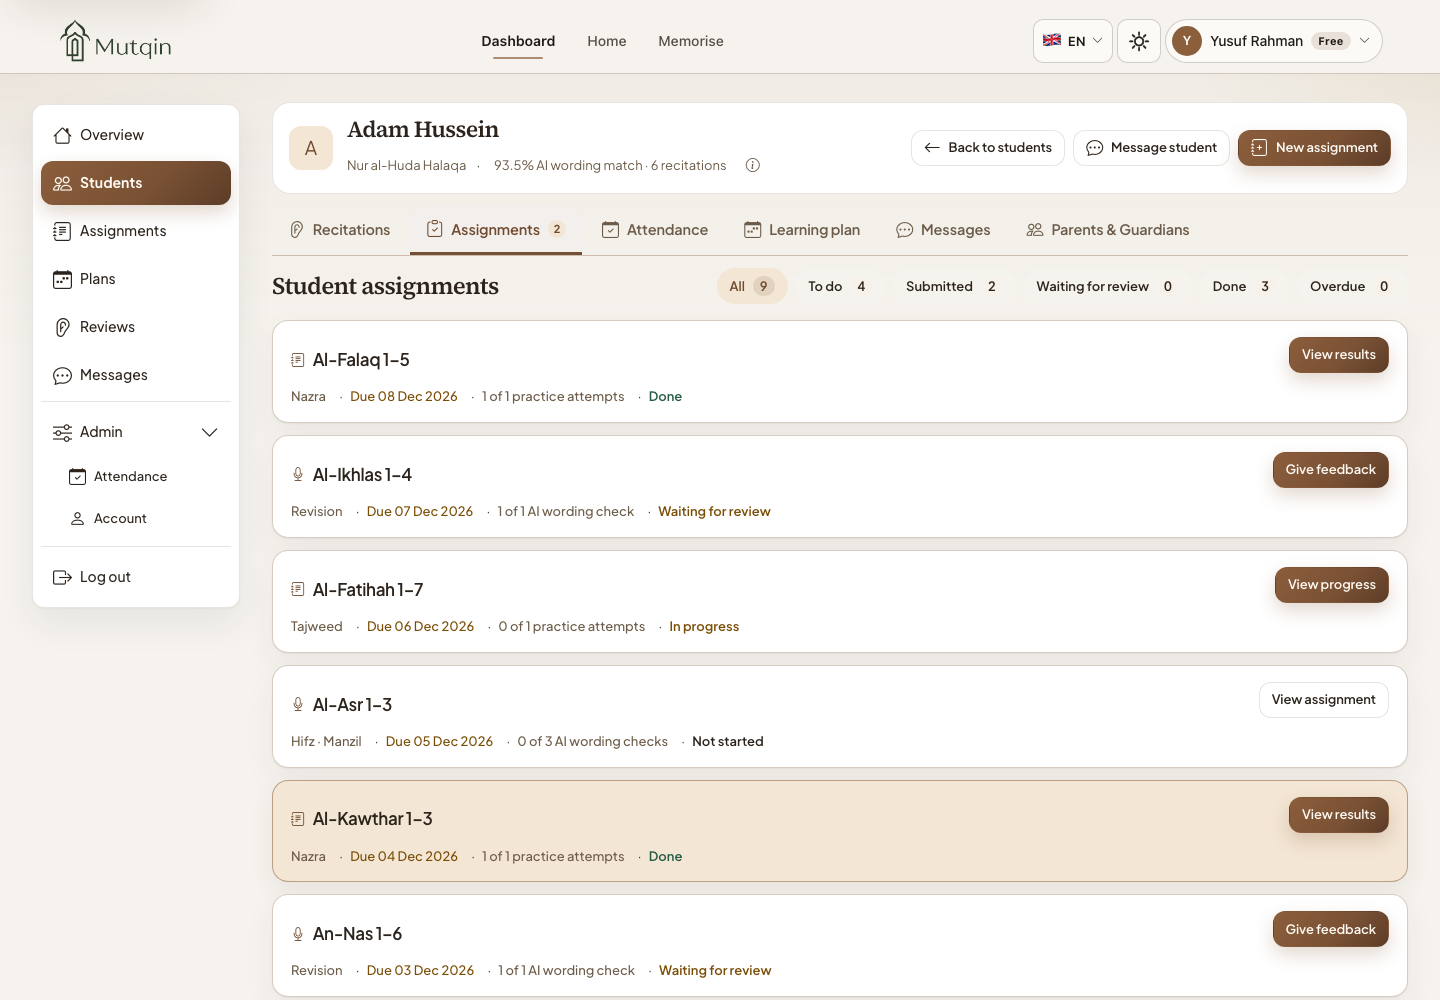 Mutqin
Dashboard
Home
Memorise
EN
Y
Yusuf Rahman
Free
Overview
Students
Assignments
Plans
Reviews
Messages
Admin
Attendance
Account
Log out
A
Adam Hussein
Nur al-Huda Halaqa · 93.5% AI wording match · 6 recitations
Back to students
Message student
New assignment
Recitations
Assignments 2
Attendance
Learning plan
Messages
Parents & Guardians
Student assignments
All 9
To do 4
Submitted 2
Waiting for review 0
Done 3
Overdue 0
Al-Falaq 1–5
View results
Nazra · Due 08 Dec 2026 · 1 of 1 practice attempts · Done
Al-Ikhlas 1–4
Give feedback
Revision · Due 07 Dec 2026 · 1 of 1 AI wording check · Waiting for review
Al-Fatihah 1–7
View progress
Tajweed · Due 06 Dec 2026 · 0 of 1 practice attempts · In progress
Al-Asr 1–3
View assignment
Hifz · Manzil · Due 05 Dec 2026 · 0 of 3 AI wording checks · Not started
Al-Kawthar 1–3
View results
Nazra · Due 04 Dec 2026 · 1 of 1 practice attempts · Done
An-Nas 1–6
Give feedback
Revision · Due 03 Dec 2026 · 1 of 1 AI wording check · Waiting for review